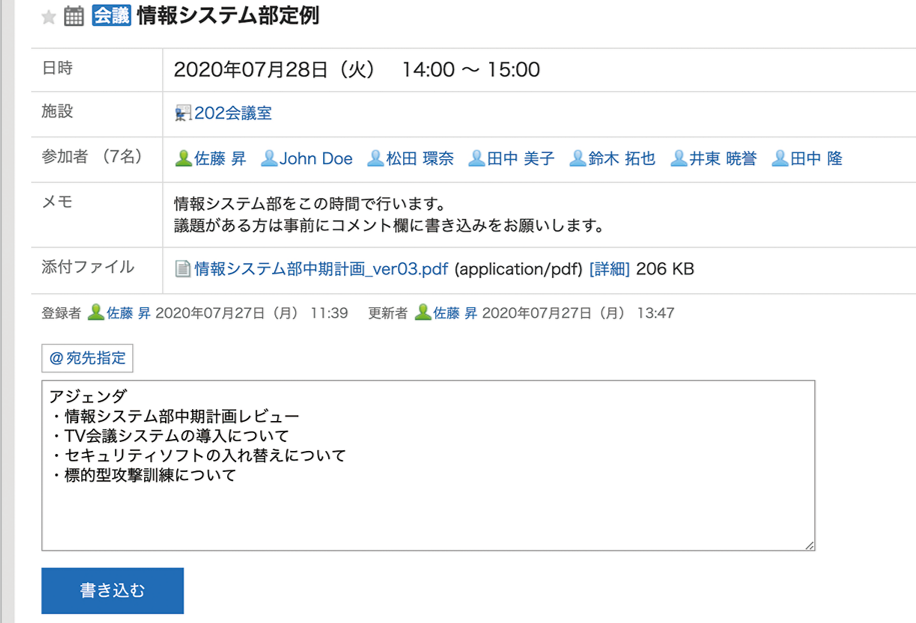 会議 情報システム部定例
日時 2020年07月28日（火） 14:00 ～ 15:00
施設 202会議室
参加者 （7名） 佐藤 昇 John Doe 松田 環奈 田中 美子 鈴木 拓也 井東 暁誉 田中 隆
メモ 情報システム部をこの時間で行います。
議題がある方は事前にコメント欄に書き込みをお願いします。
添付ファイル 情報システム部中期計画_ver03.pdf (application/pdf) [詳細] 206 KB
登録者 佐藤 昇 2020年07月27日（月） 11:39 更新者 佐藤 昇 2020年07月27日（月） 13:47
@宛先指定
アジェンダ
・情報システム部中期計画レビュー
・TV会議システムの導入について
・セキュリティソフトの入れ替えについて
・標的型攻撃訓練について
書き込む